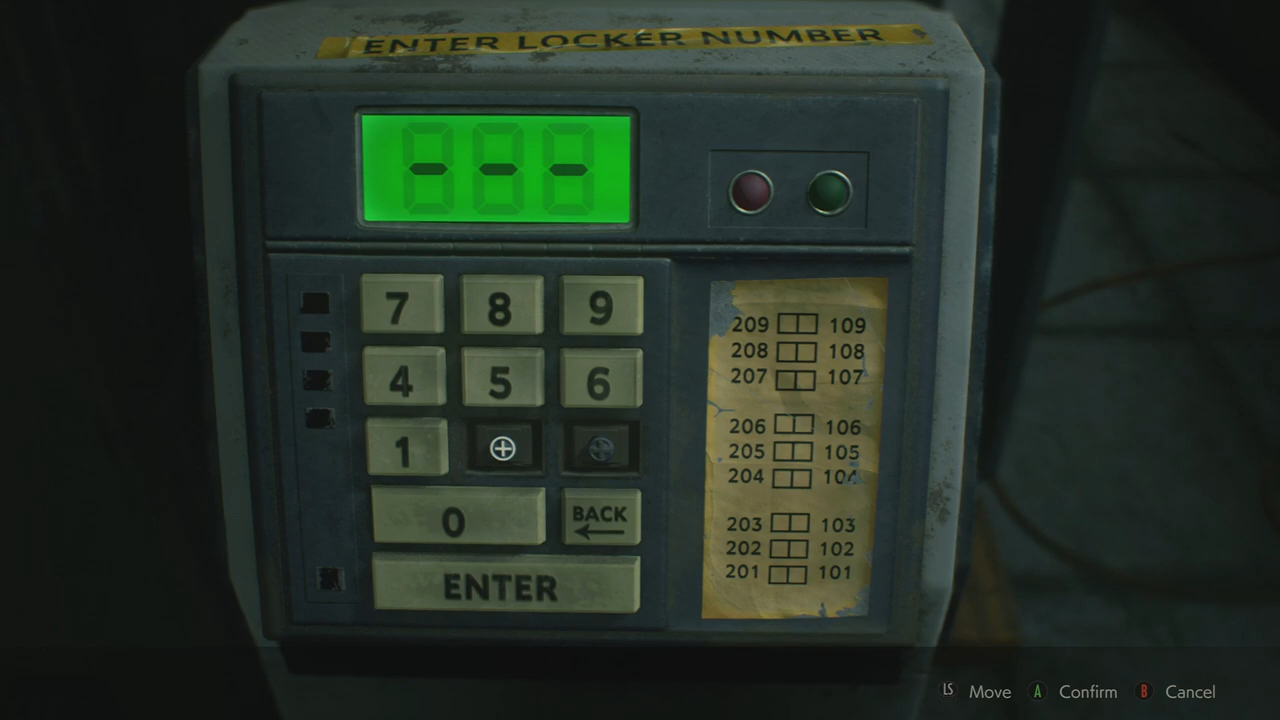 ENTER LOCKER NUMBER
- - -
7 8 9
4 5 6
1
0 BACK
ENTER
209 109
208 108
207 107
206 106
205 105
204 104
203 103
202 102
201 101
LS Move A Confirm B Cancel